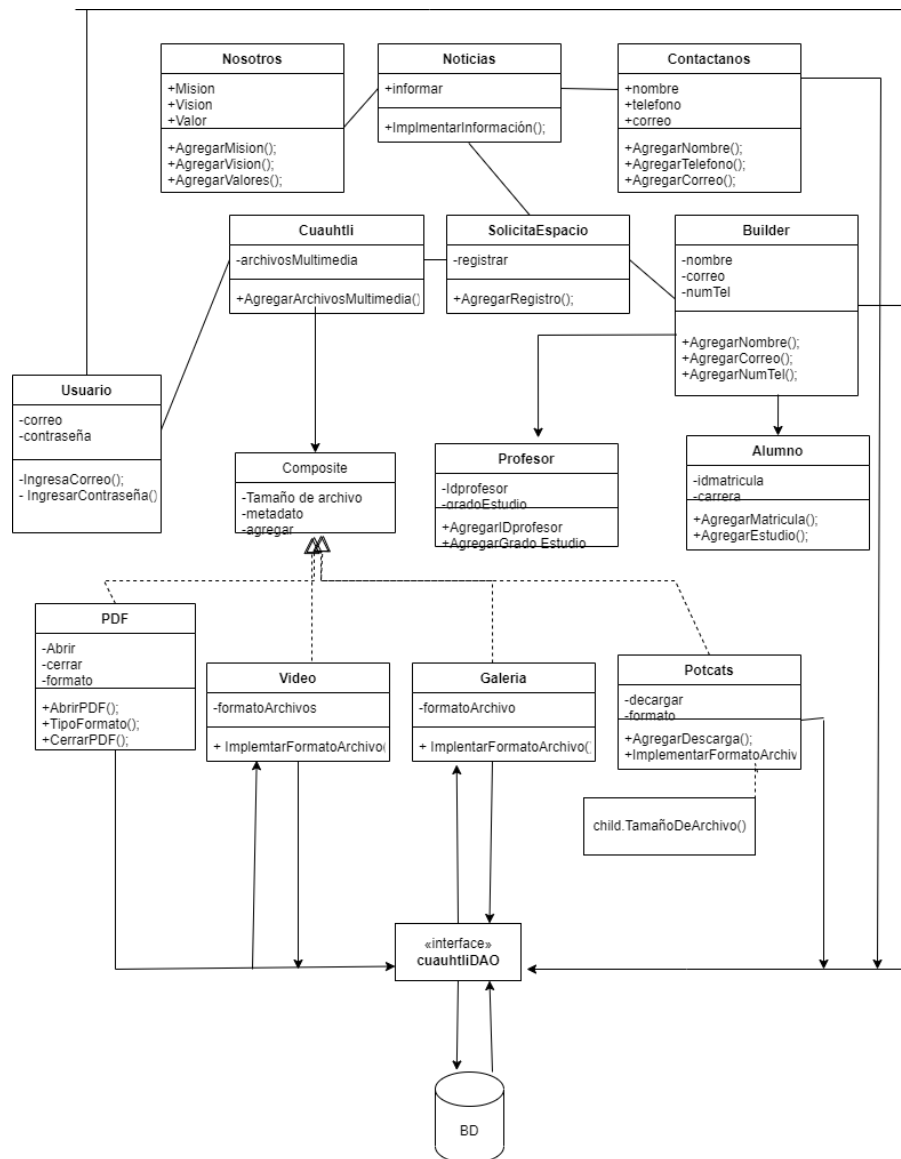 Nosotros
+Mision
+Vision
+Valor
+AgregarMision();
+AgregarVision();
+AgregarValores();
Noticias
+informar
+ImplmentarInformación();
Contactanos
+nombre
+telefono
+correo
+AgregarNombre();
+AgregarTelefono();
+AgregarCorreo();
Cuauhtli
-archivosMultimedia
+AgregarArchivosMultimedia()
SolicitaEspacio
-registrar
+AgregarRegistro();
Builder
-nombre
-correo
-numTel
+AgregarNombre();
+AgregarCorreo();
+AgregarNumTel();
Usuario
-correo
-contraseña
-IngresaCorreo();
- IngresarContraseña()
Composite
-Tamaño de archivo
-metadato
-agregar
Profesor
-Idprofesor
-gradoEstudio
+AgregarIDprofesor
+AgregarGrado Estudio
Alumno
-idmatricula
-carrera
+AgregarMatricula();
+AgregarEstudio();
PDF
-Abrir
-cerrar
-formato
+AbrirPDF();
+TipoFormato();
+CerrarPDF();
Video
-formatoArchivos
+ ImplemtarFormatoArchivo(
Galeria
-formatoArchivo
+ ImplentarFormatoArchivo()
Potcats
-decargar
-formato
+AgregarDescarga();
+ImplementarFormatoArchiv
child.TamañoDeArchivo()
«interface»
cuauhtliDAO
BD